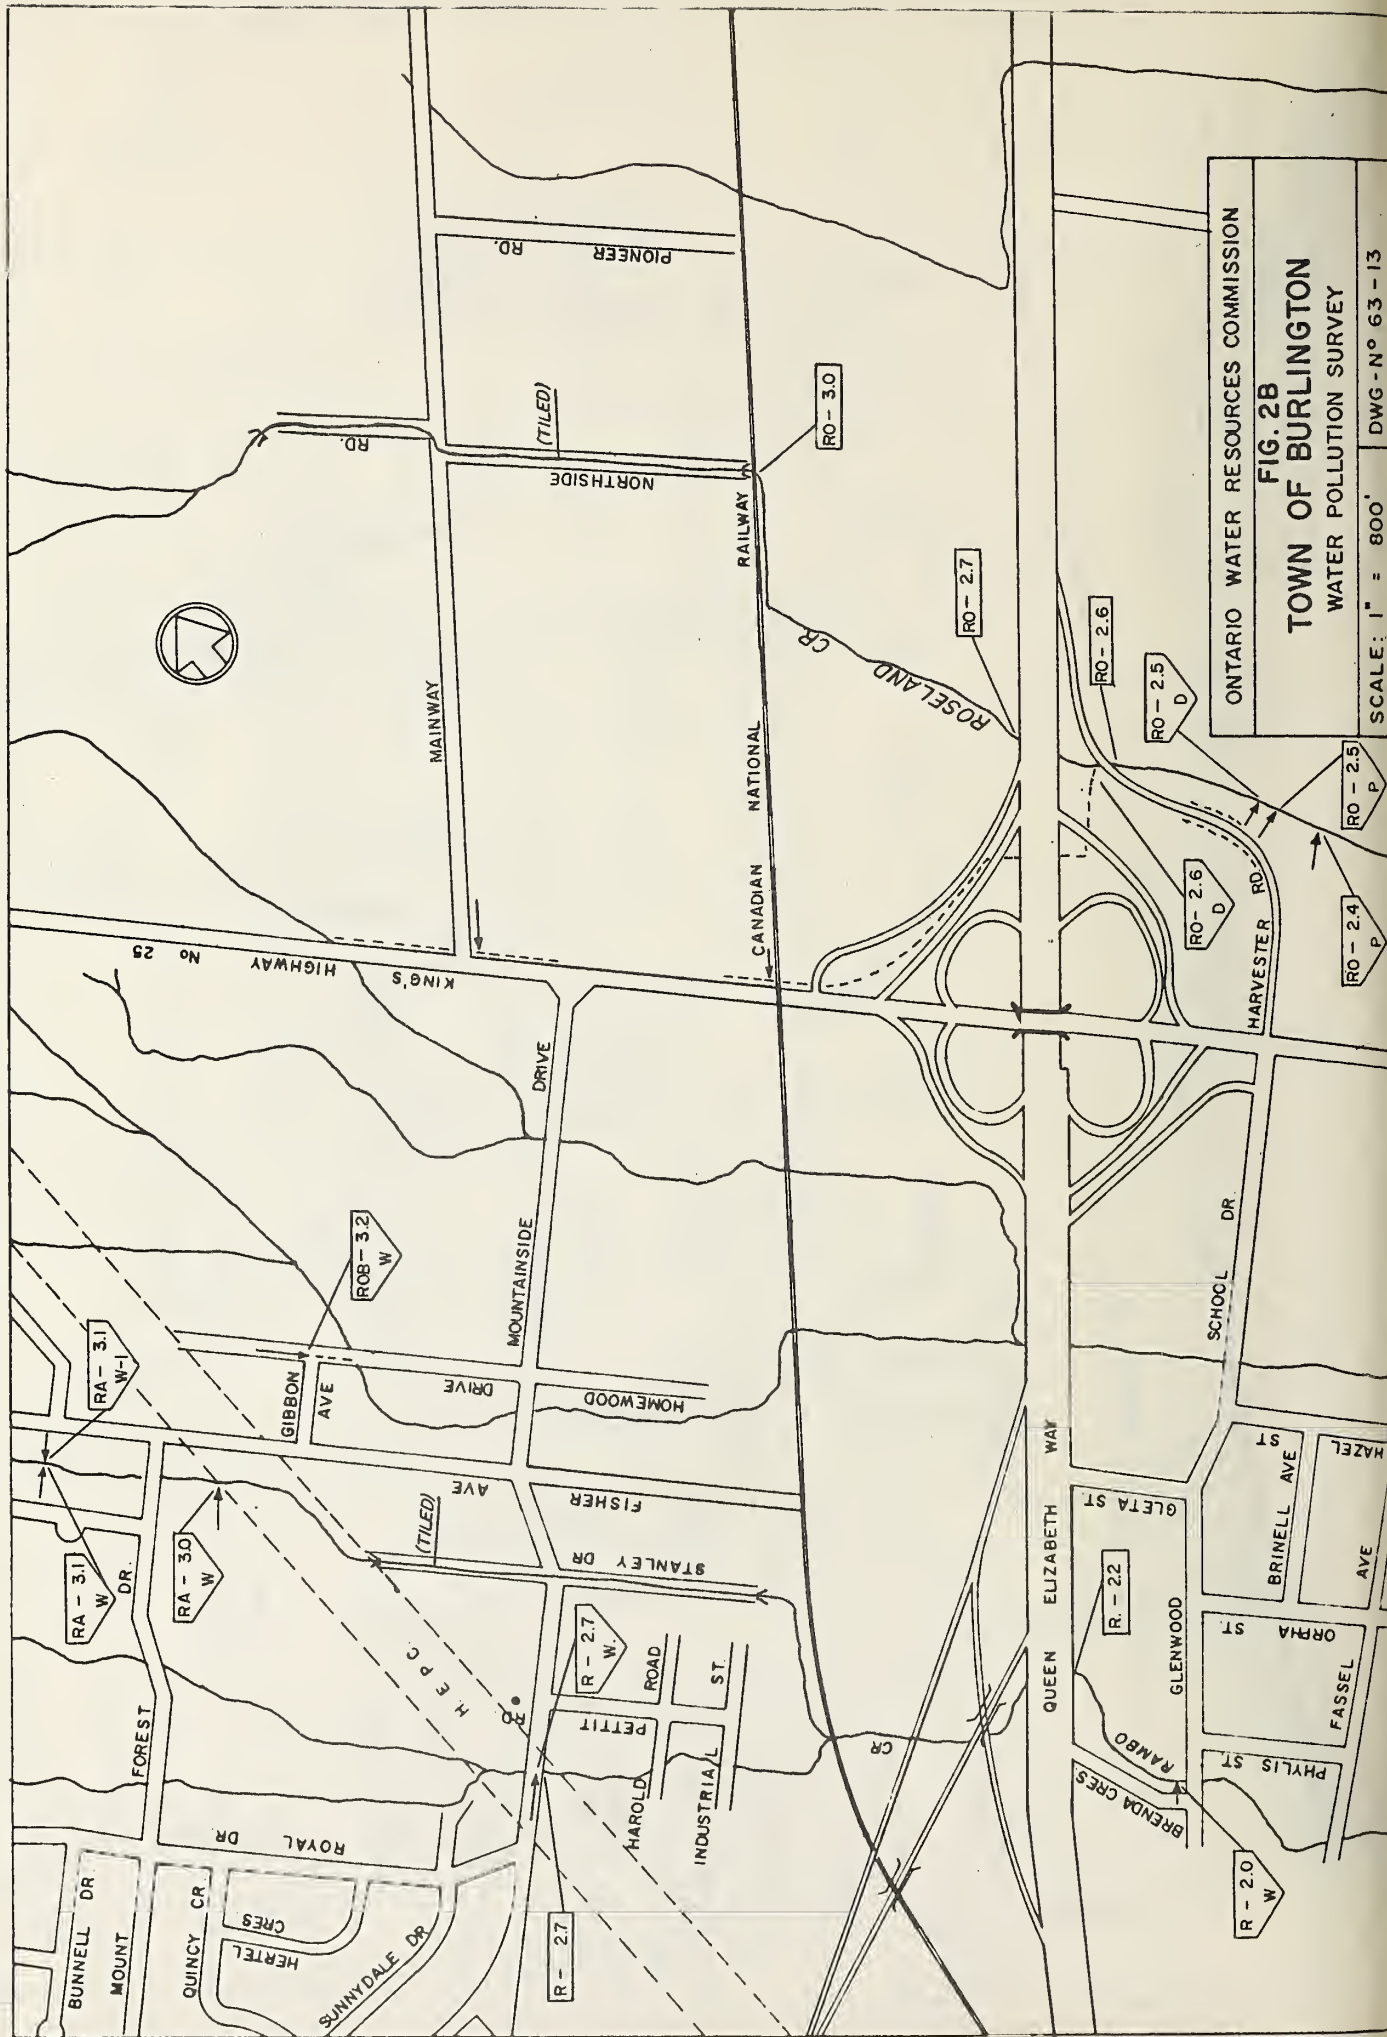 ONTARIO WATER RESOURCES COMMISSION
FIG. 2B
TOWN OF BURLINGTON
WATER POLLUTION SURVEY
SCALE: 1" = 800'
DWG-Nº 63-13
BUNNELL DR.
MOUNT
FOREST
DR.
QUINCY CR.
HERTEL
CRES
SUNNYDALE DR
ROYAL DR
RA-3.1
W
RA-3.1
W-1
RA-3.0
W
GIBBON
AVE
ROB-3.2
W
KING'S HIGHWAY No 25
MAINWAY
RD.
NORTHSIDE
(TILED)
PIONEER
RD.
H.E.P.C.
RD
MOUNTAINSIDE
DRIVE
HOMEWOOD
DRIVE
FISHER
AVE
STANLEY DR
(TILED)
R-2.7
W.
R-2.7
PETTIT
HAROLD
ROAD
INDUSTRIAL
ST.
CR
CANADIAN
NATIONAL
RAILWAY
RO-3.0
ROSELAND
CR.
RO-2.7
QUEEN
ELIZABETH
WAY
RO-2.6
RO-2.6
D
RO-2.5
D
RO-2.5
P
RO-2.4
P
HARVESTER
RD.
SCHOOL
DR.
R.-2.2
RAMBO
BRENDA CRES
R-2.0
W
GLENWOOD
GLETA ST.
PHYLIS ST
ORPHA ST
BRINELL AVE
ST
HAZEL
FASSEL
AVE